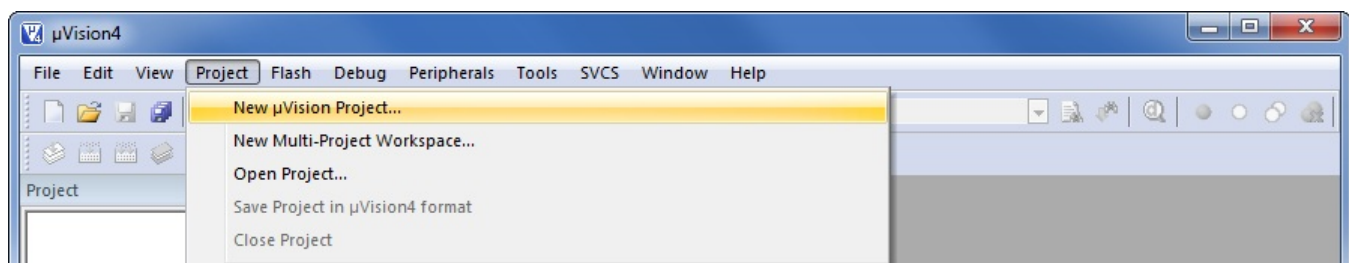 µVision4
File Edit View Project Flash Debug Peripherals Tools SVCS Window Help
New µVision Project...
New Multi-Project Workspace...
Open Project...
Project
Save Project in µVision4 format
Close Project